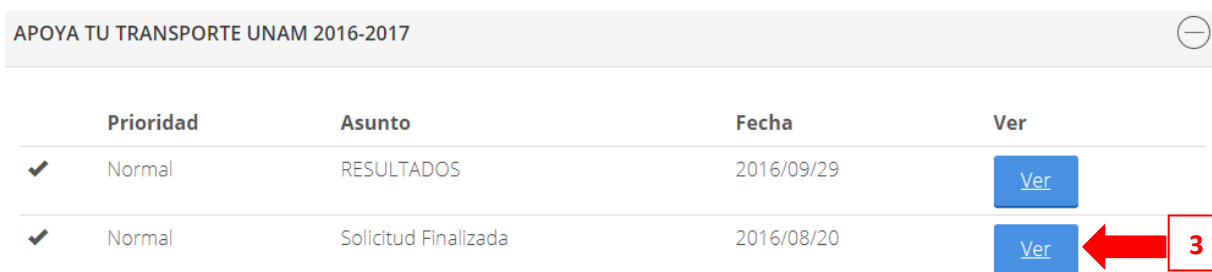 APOYA TU TRANSPORTE UNAM 2016-2017
Prioridad Asunto Fecha Ver
Normal RESULTADOS 2016/09/29 Ver
Normal Solicitud Finalizada 2016/08/20 Ver 3